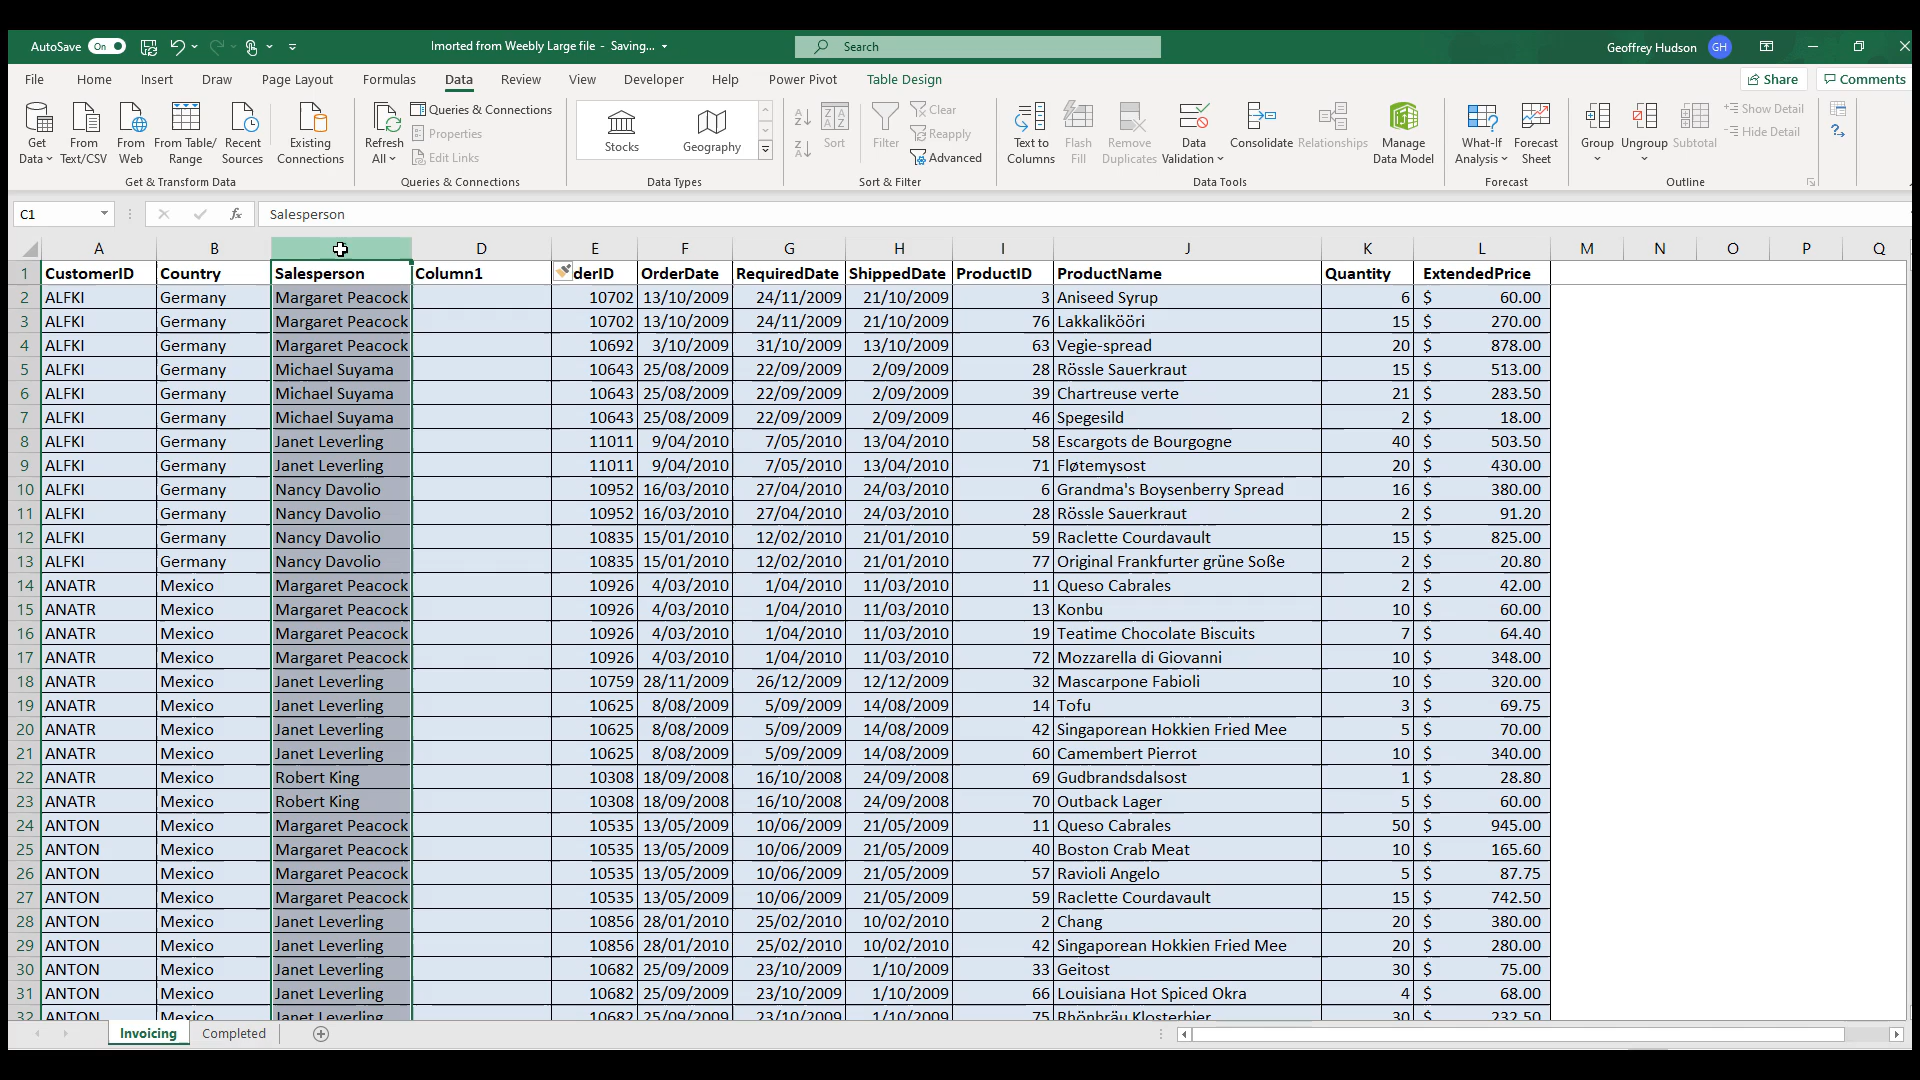 AutoSave On
Imorted from Weebly Large file - Saving...
Search
Geoffrey Hudson GH
File Home Insert Draw Page Layout Formulas Data Review View Developer Help Power Pivot Table Design Share Comments
Get Data
From Text/CSV
From Web
From Table/ Range
Recent Sources
Existing Connections
Get & Transform Data
Refresh All
Queries & Connections
Properties
Edit Links
Queries & Connections
Stocks
Geography
Data Types
Sort
Filter
Clear
Reapply
Advanced
Sort & Filter
Text to Columns
Flash Fill
Remove Duplicates
Data Validation
Consolidate
Relationships
Manage Data Model
Data Tools
What-If Analysis
Forecast Sheet
Forecast
Group
Ungroup
Subtotal
Show Detail
Hide Detail
Outline
C1 fx Salesperson
A B D E F G H I J K L M N O P Q
1 CustomerID Country Salesperson Column1 derID OrderDate RequiredDate ShippedDate ProductID ProductName Quantity ExtendedPrice
2 ALFKI Germany Margaret Peacock 10702 13/10/2009 24/11/2009 21/10/2009 3 Aniseed Syrup 6 $ 60.00
3 ALFKI Germany Margaret Peacock 10702 13/10/2009 24/11/2009 21/10/2009 76 Lakkalikööri 15 $ 270.00
4 ALFKI Germany Margaret Peacock 10692 3/10/2009 31/10/2009 13/10/2009 63 Vegie-spread 20 $ 878.00
5 ALFKI Germany Michael Suyama 10643 25/08/2009 22/09/2009 2/09/2009 28 Rössle Sauerkraut 15 $ 513.00
6 ALFKI Germany Michael Suyama 10643 25/08/2009 22/09/2009 2/09/2009 39 Chartreuse verte 21 $ 283.50
7 ALFKI Germany Michael Suyama 10643 25/08/2009 22/09/2009 2/09/2009 46 Spegesild 2 $ 18.00
8 ALFKI Germany Janet Leverling 11011 9/04/2010 7/05/2010 13/04/2010 58 Escargots de Bourgogne 40 $ 503.50
9 ALFKI Germany Janet Leverling 11011 9/04/2010 7/05/2010 13/04/2010 71 Fløtemysost 20 $ 430.00
10 ALFKI Germany Nancy Davolio 10952 16/03/2010 27/04/2010 24/03/2010 6 Grandma's Boysenberry Spread 16 $ 380.00
11 ALFKI Germany Nancy Davolio 10952 16/03/2010 27/04/2010 24/03/2010 28 Rössle Sauerkraut 2 $ 91.20
12 ALFKI Germany Nancy Davolio 10835 15/01/2010 12/02/2010 21/01/2010 59 Raclette Courdavault 15 $ 825.00
13 ALFKI Germany Nancy Davolio 10835 15/01/2010 12/02/2010 21/01/2010 77 Original Frankfurter grüne Soße 2 $ 20.80
14 ANATR Mexico Margaret Peacock 10926 4/03/2010 1/04/2010 11/03/2010 11 Queso Cabrales 2 $ 42.00
15 ANATR Mexico Margaret Peacock 10926 4/03/2010 1/04/2010 11/03/2010 13 Konbu 10 $ 60.00
16 ANATR Mexico Margaret Peacock 10926 4/03/2010 1/04/2010 11/03/2010 19 Teatime Chocolate Biscuits 7 $ 64.40
17 ANATR Mexico Margaret Peacock 10926 4/03/2010 1/04/2010 11/03/2010 72 Mozzarella di Giovanni 10 $ 348.00
18 ANATR Mexico Janet Leverling 10759 28/11/2009 26/12/2009 12/12/2009 32 Mascarpone Fabioli 10 $ 320.00
19 ANATR Mexico Janet Leverling 10625 8/08/2009 5/09/2009 14/08/2009 14 Tofu 3 $ 69.75
20 ANATR Mexico Janet Leverling 10625 8/08/2009 5/09/2009 14/08/2009 42 Singaporean Hokkien Fried Mee 5 $ 70.00
21 ANATR Mexico Janet Leverling 10625 8/08/2009 5/09/2009 14/08/2009 60 Camembert Pierrot 10 $ 340.00
22 ANATR Mexico Robert King 10308 18/09/2008 16/10/2008 24/09/2008 69 Gudbrandsdalsost 1 $ 28.80
23 ANATR Mexico Robert King 10308 18/09/2008 16/10/2008 24/09/2008 70 Outback Lager 5 $ 60.00
24 ANTON Mexico Margaret Peacock 10535 13/05/2009 10/06/2009 21/05/2009 11 Queso Cabrales 50 $ 945.00
25 ANTON Mexico Margaret Peacock 10535 13/05/2009 10/06/2009 21/05/2009 40 Boston Crab Meat 10 $ 165.60
26 ANTON Mexico Margaret Peacock 10535 13/05/2009 10/06/2009 21/05/2009 57 Ravioli Angelo 5 $ 87.75
27 ANTON Mexico Margaret Peacock 10535 13/05/2009 10/06/2009 21/05/2009 59 Raclette Courdavault 15 $ 742.50
28 ANTON Mexico Janet Leverling 10856 28/01/2010 25/02/2010 10/02/2010 2 Chang 20 $ 380.00
29 ANTON Mexico Janet Leverling 10856 28/01/2010 25/02/2010 10/02/2010 42 Singaporean Hokkien Fried Mee 20 $ 280.00
30 ANTON Mexico Janet Leverling 10682 25/09/2009 23/10/2009 1/10/2009 33 Geitost 30 $ 75.00
31 ANTON Mexico Janet Leverling 10682 25/09/2009 23/10/2009 1/10/2009 66 Louisiana Hot Spiced Okra 4 $ 68.00
32 ANTON Mexico Janet Leverling 10682 25/09/2009 23/10/2009 1/10/2009 75 Rhönbräu Klosterbier 30 $ 232.50
Invoicing Completed